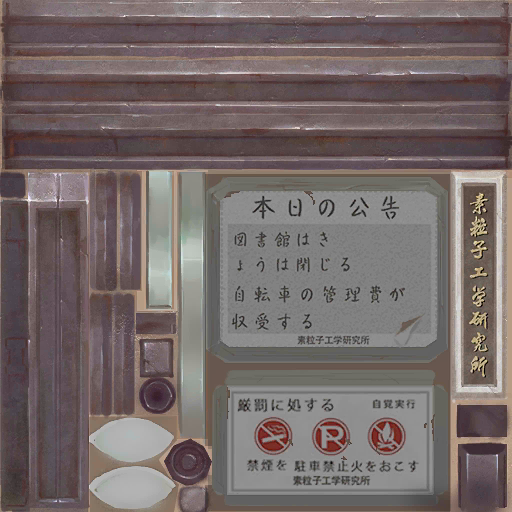 本日の公告
図書館はき
ょうは閉じる
自転車の管理費が
収受する
素粒子工学研究所
素粒子工学研究所
厳罰に処する
自覚実行
禁煙を 駐車禁止火をおこす
素粒子工学研究所